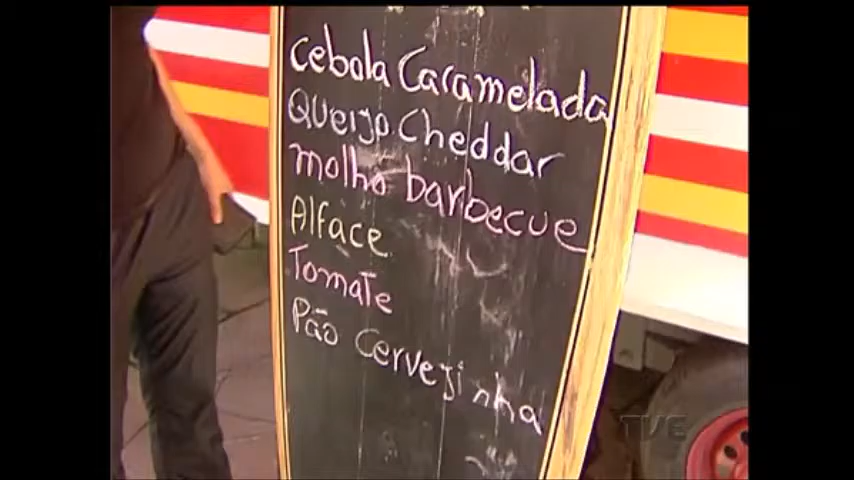 cebola Caramelada
Queijo Cheddar
molho barbecue
Alface
Tomate
Pão Cervejinha
TVE